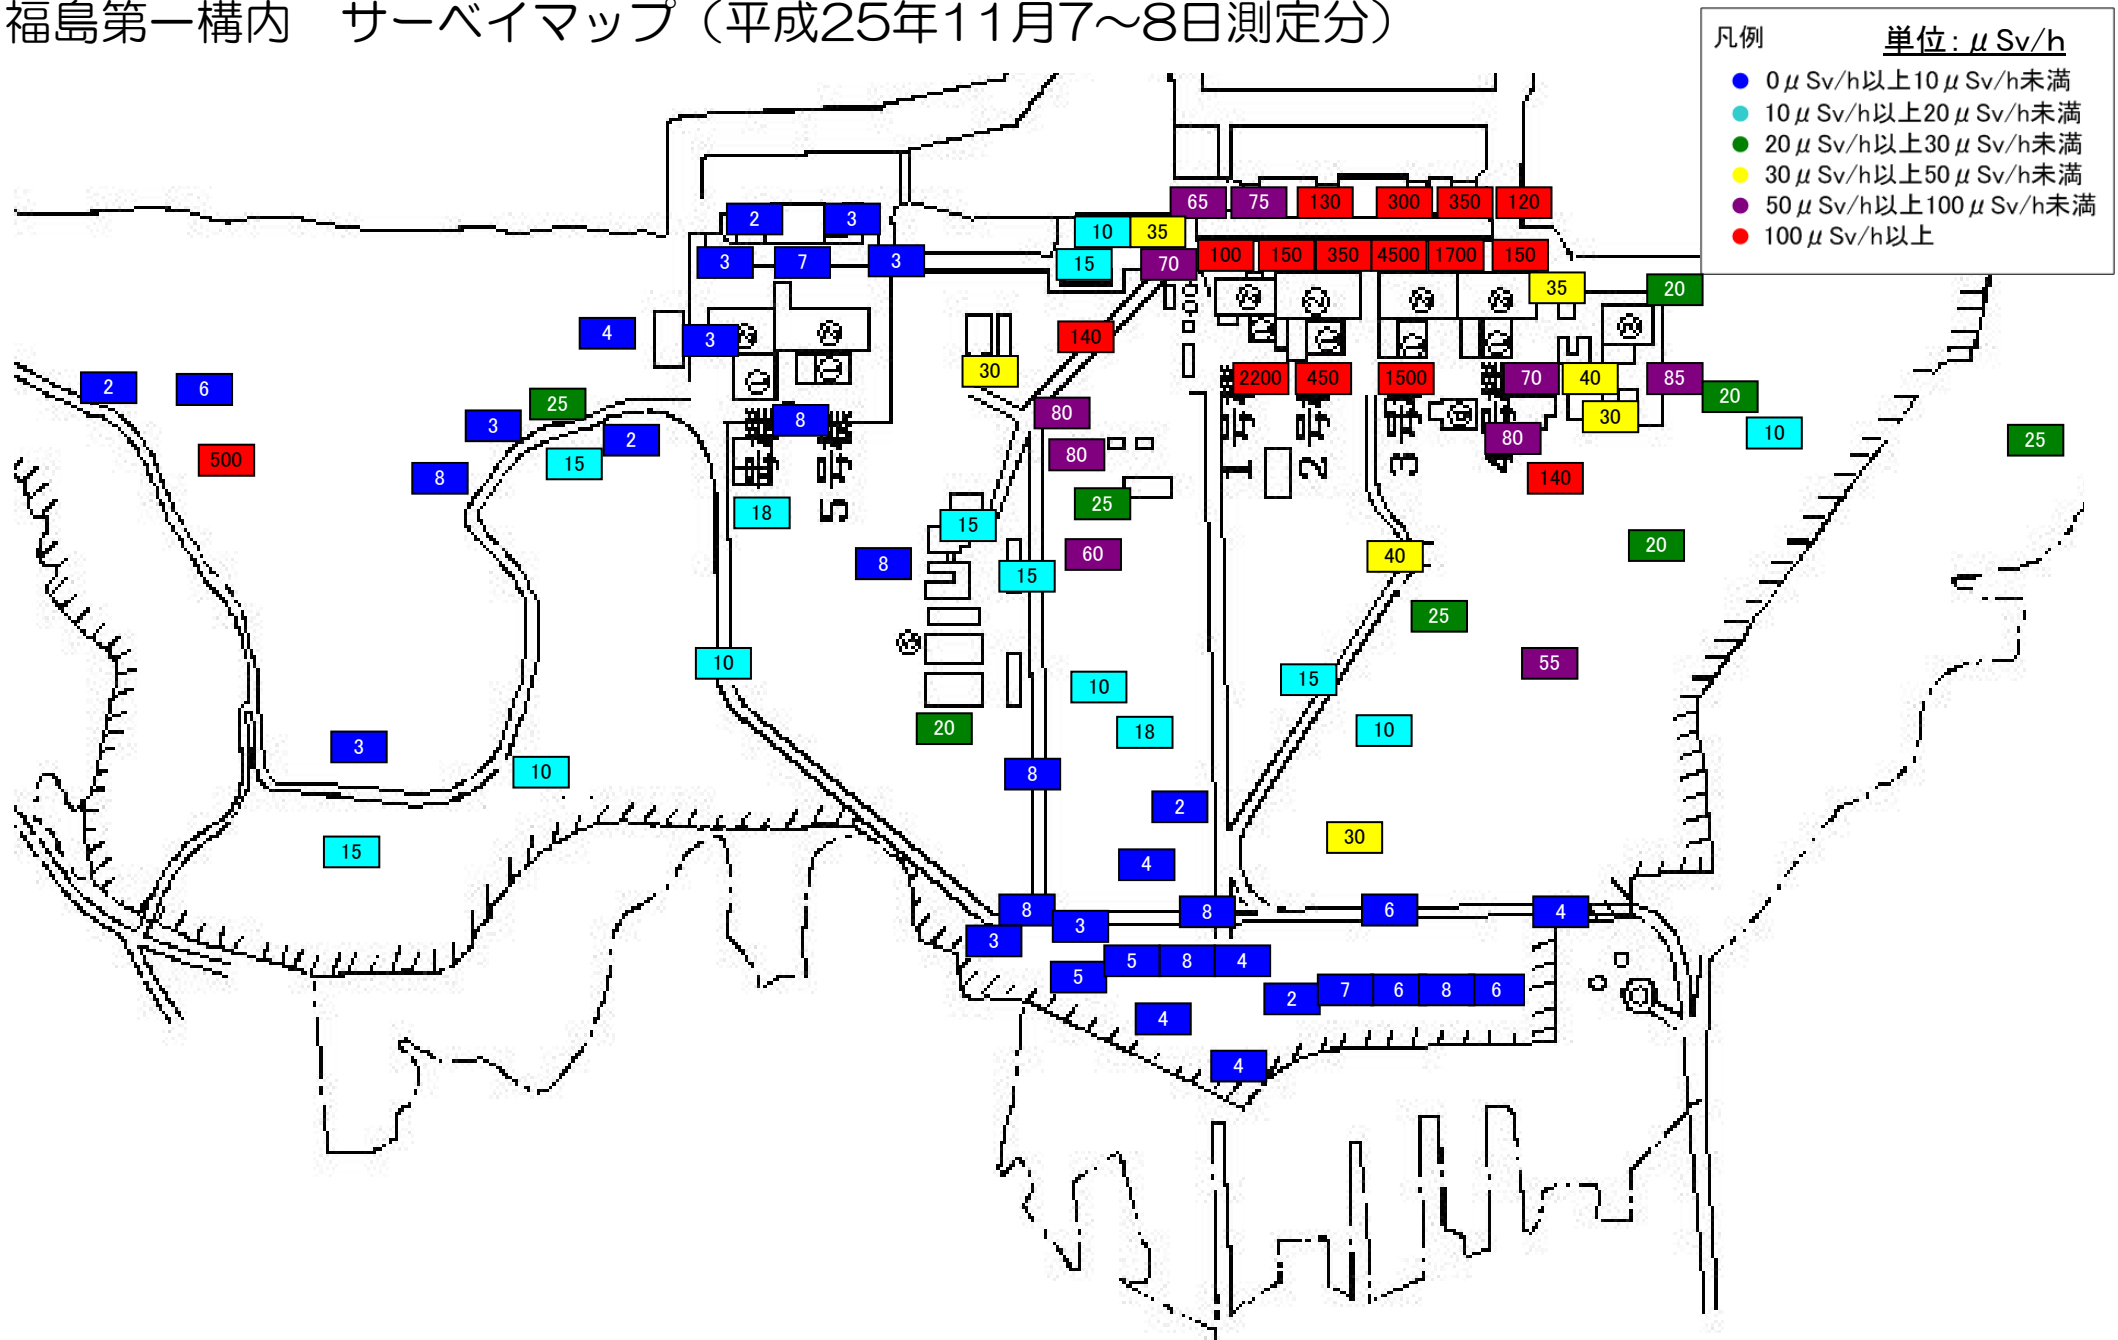 福島第一構内　サーベイマップ（平成25年11月7～8日測定分）
凡例　単位：μSv/h
0μSv/h以上10μSv/h未満
10μSv/h以上20μSv/h未満
20μSv/h以上30μSv/h未満
30μSv/h以上50μSv/h未満
50μSv/h以上100μSv/h未満
100μSv/h以上
65 75 130 300 350 120
2 3 10 35
3 7 3 15 70 100 150 350 4500 1700 150
35 20
4 3 140
30
2 6 2200 450 1500 70 40 85 20
25 80 30
3 8 2 10 25
80 80
500 15 8 140
18 15 25
8 60 40 20
15
25
10 15 55
10
20 18 10
3 10 8
2
15 30
4
8 3 8 6 4
3
5 5 8 4
2 7 6 8 6
4
4
1号
2号
3号
4
5号